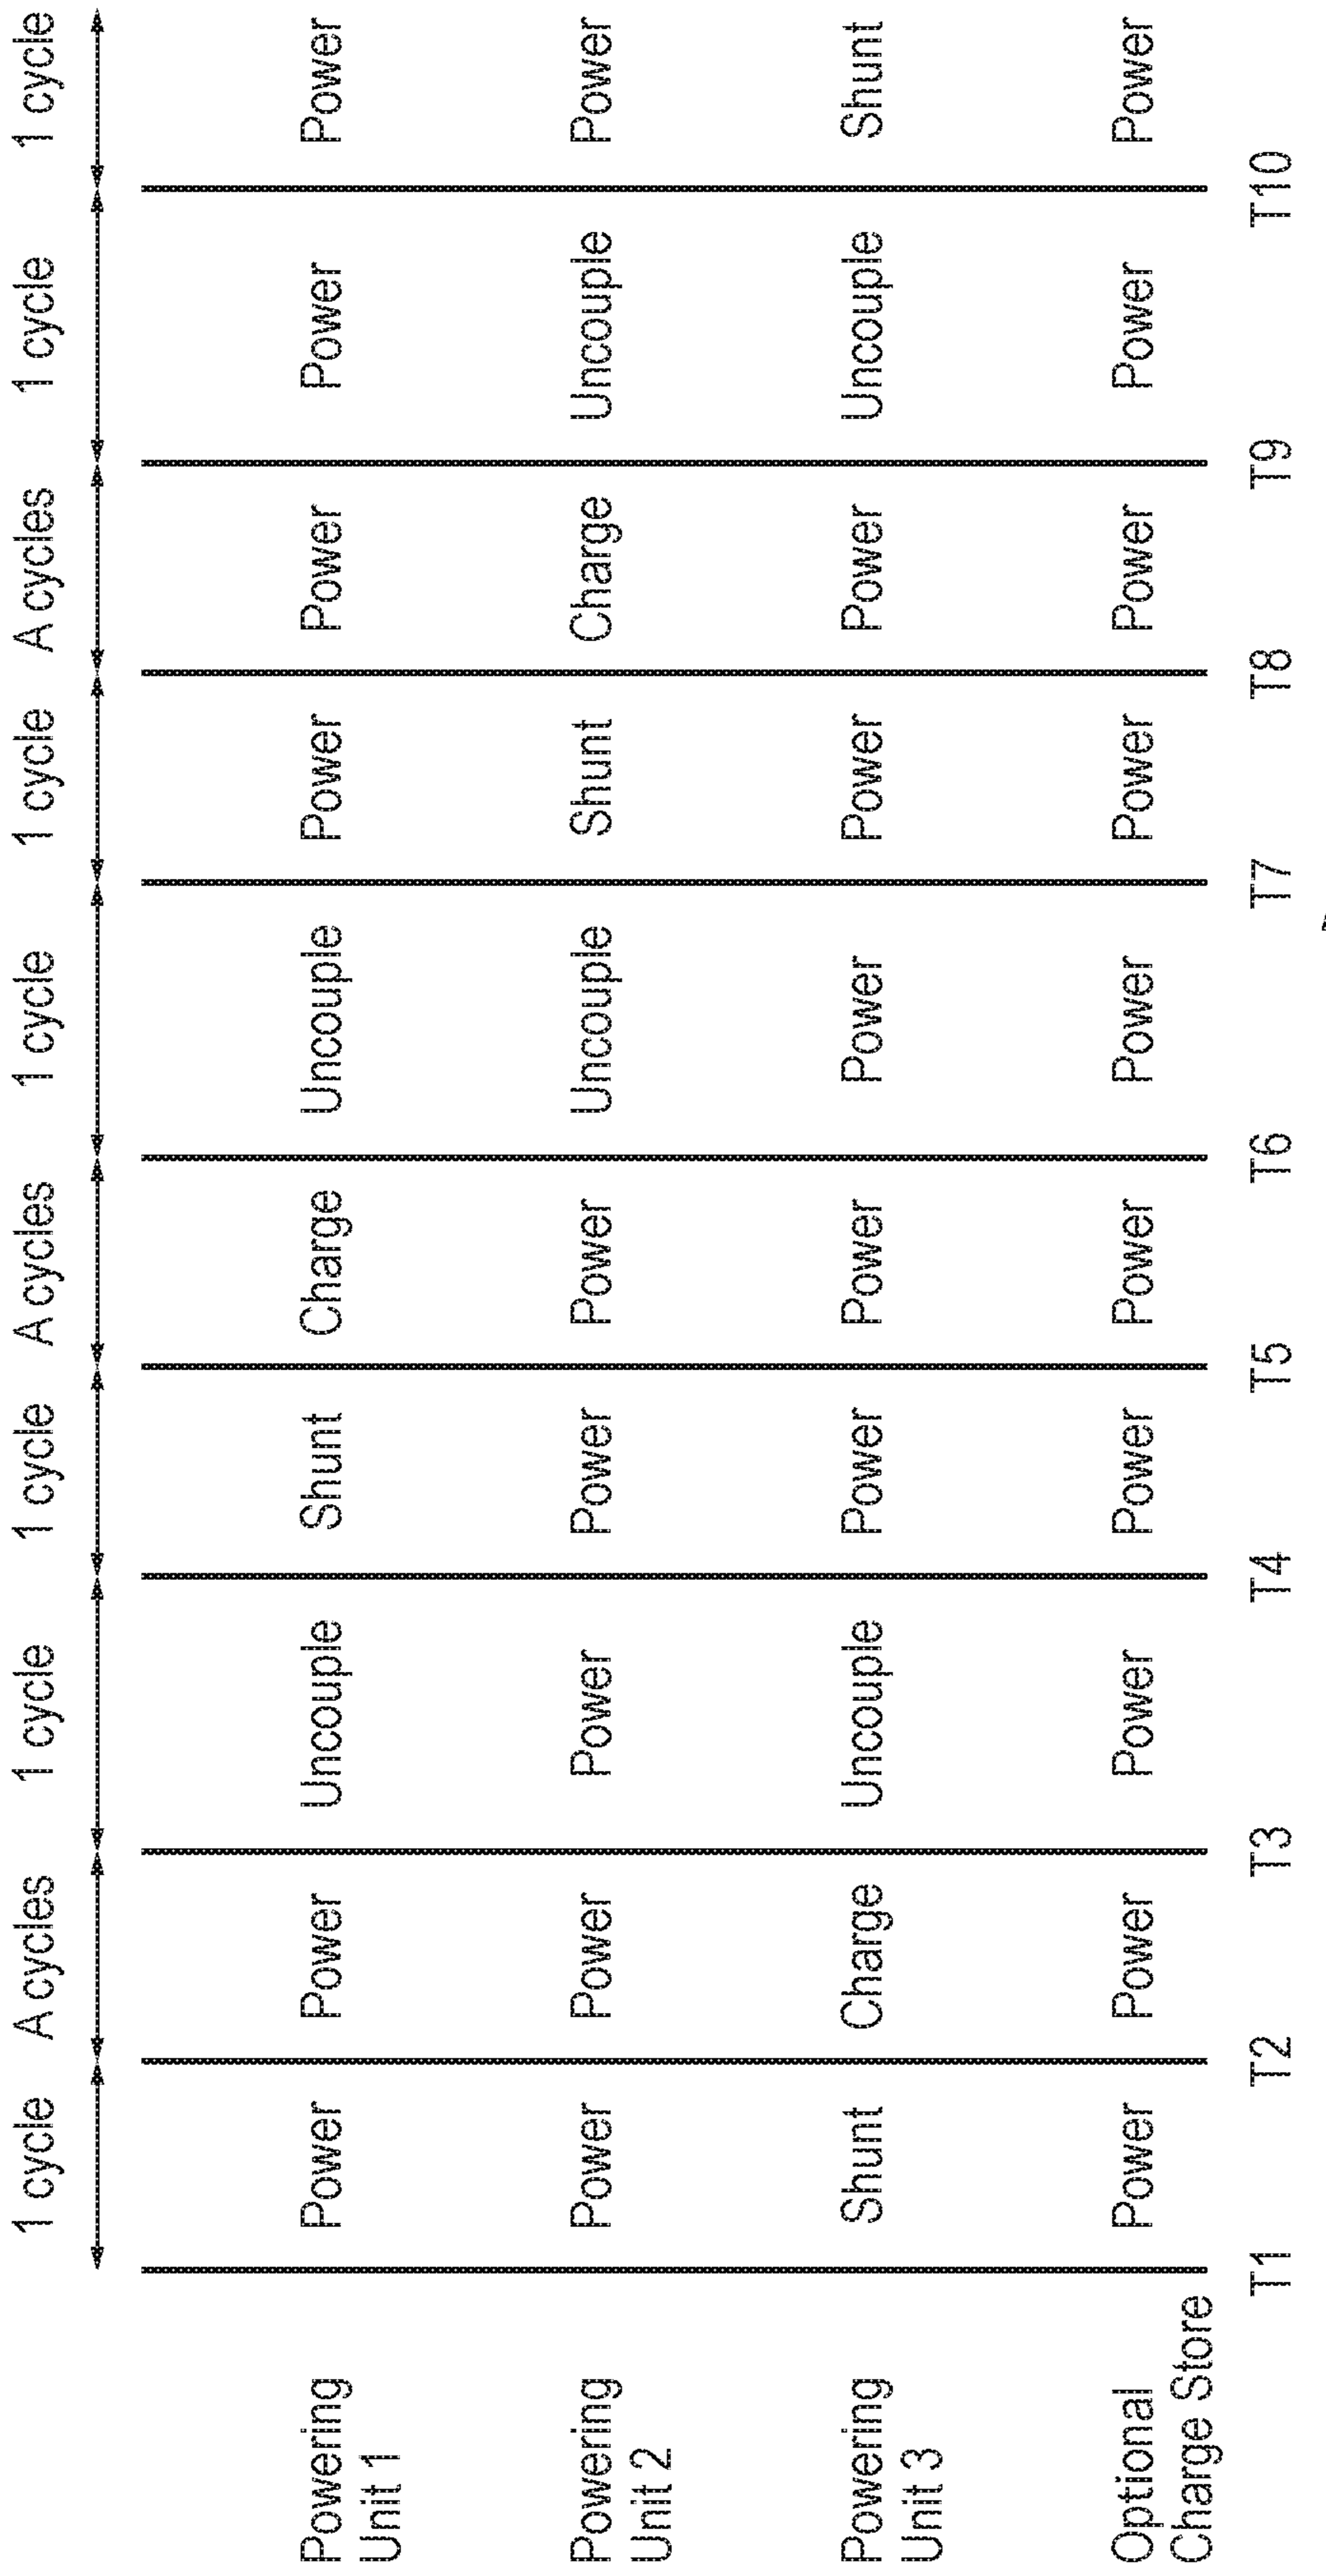 1 cycle A cycles 1 cycle 1 cycle A cycles 1 cycle 1 cycle A cycles 1 cycle 1 cycle
Powering Power Power Uncouple Shunt Charge Uncouple Power Power Power Power
Unit 1
Powering Power Power Power Power Power Uncouple Shunt Charge Uncouple Power
Unit 2
Powering Shunt Charge Uncouple Power Power Power Power Power Uncouple Shunt
Unit 3
Optional Power Power Power Power Power Power Power Power Power Power
Charge Store
T1 T2 T3 T4 T5 T6 T7 T8 T9 T10